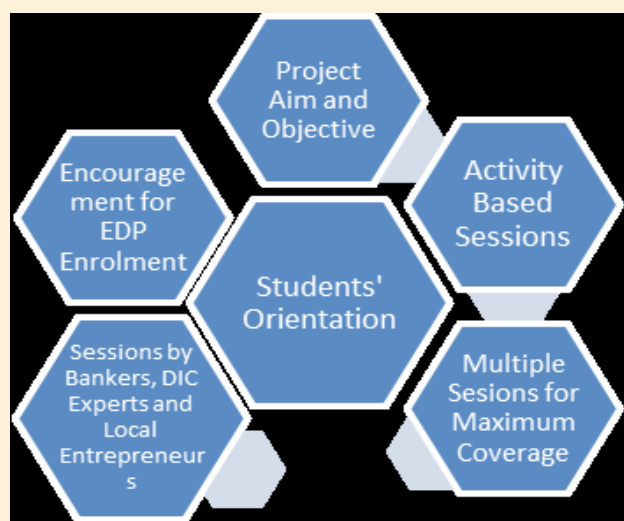 Project
Aim and
Objective
Activity
Based
Sessions
Multiple
Sesions for
Maximum
Coverage
Sessions by
Bankers, DIC
Experts and
Local
Entrepreneur
s
Encourage
ment for
EDP
Enrolment
Students'
Orientation